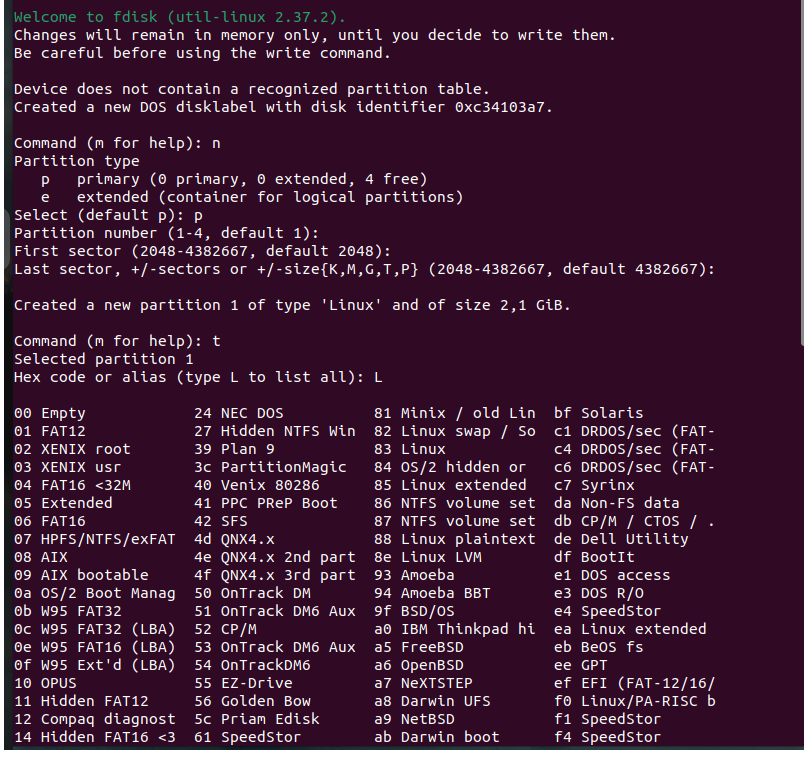 Welcome to fdisk (util-linux 2.37.2).
Changes will remain in memory only, until you decide to write them.
Be careful before using the write command.

Device does not contain a recognized partition table.
Created a new DOS disklabel with disk identifier 0xc34103a7.

Command (m for help): n
Partition type
   p   primary (0 primary, 0 extended, 4 free)
   e   extended (container for logical partitions)
Select (default p): p
Partition number (1-4, default 1):
First sector (2048-4382667, default 2048):
Last sector, +/-sectors or +/-size{K,M,G,T,P} (2048-4382667, default 4382667):

Created a new partition 1 of type 'Linux' and of size 2,1 GiB.

Command (m for help): t
Selected partition 1
Hex code or alias (type L to list all): L

00 Empty            24 NEC DOS          81 Minix / old Lin  bf Solaris
01 FAT12            27 Hidden NTFS Win  82 Linux swap / So  c1 DRDOS/sec (FAT-
02 XENIX root       39 Plan 9           83 Linux            c4 DRDOS/sec (FAT-
03 XENIX usr        3c PartitionMagic   84 OS/2 hidden or   c6 DRDOS/sec (FAT-
04 FAT16 <32M       40 Venix 80286      85 Linux extended   c7 Syrinx
05 Extended         41 PPC PReP Boot    86 NTFS volume set  da Non-FS data
06 FAT16            42 SFS              87 NTFS volume set  db CP/M / CTOS / .
07 HPFS/NTFS/exFAT  4d QNX4.x           88 Linux plaintext  de Dell Utility
08 AIX              4e QNX4.x 2nd part  8e Linux LVM        df BootIt
09 AIX bootable     4f QNX4.x 3rd part  93 Amoeba           e1 DOS access
0a OS/2 Boot Manag  50 OnTrack DM       94 Amoeba BBT       e3 DOS R/O
0b W95 FAT32        51 OnTrack DM6 Aux  9f BSD/OS           e4 SpeedStor
0c W95 FAT32 (LBA)  52 CP/M             a0 IBM Thinkpad hi  ea Linux extended
0e W95 FAT16 (LBA)  53 OnTrack DM6 Aux  a5 FreeBSD          eb BeOS fs
0f W95 Ext'd (LBA)  54 OnTrackDM6       a6 OpenBSD          ee GPT
10 OPUS             55 EZ-Drive         a7 NeXTSTEP         ef EFI (FAT-12/16/
11 Hidden FAT12     56 Golden Bow       a8 Darwin UFS       f0 Linux/PA-RISC b
12 Compaq diagnost  5c Priam Edisk      a9 NetBSD           f1 SpeedStor
14 Hidden FAT16 <3  61 SpeedStor        ab Darwin boot      f4 SpeedStor